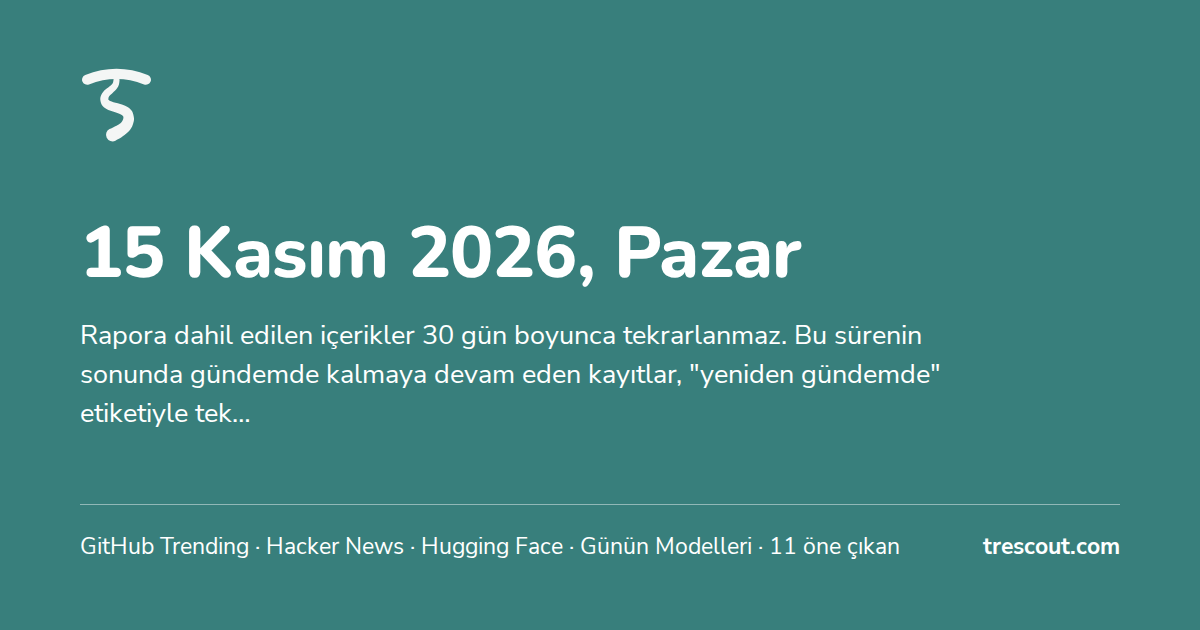 15 Kasım 2026, Pazar
Rapora dahil edilen içerikler 30 gün boyunca tekrarlanmaz. Bu sürenin
sonunda gündemde kalmaya devam eden kayıtlar, "yeniden gündemde"
etiketiyle tek...
GitHub Trending · Hacker News · Hugging Face · Günün Modelleri · 11 öne çıkan
trescout.com